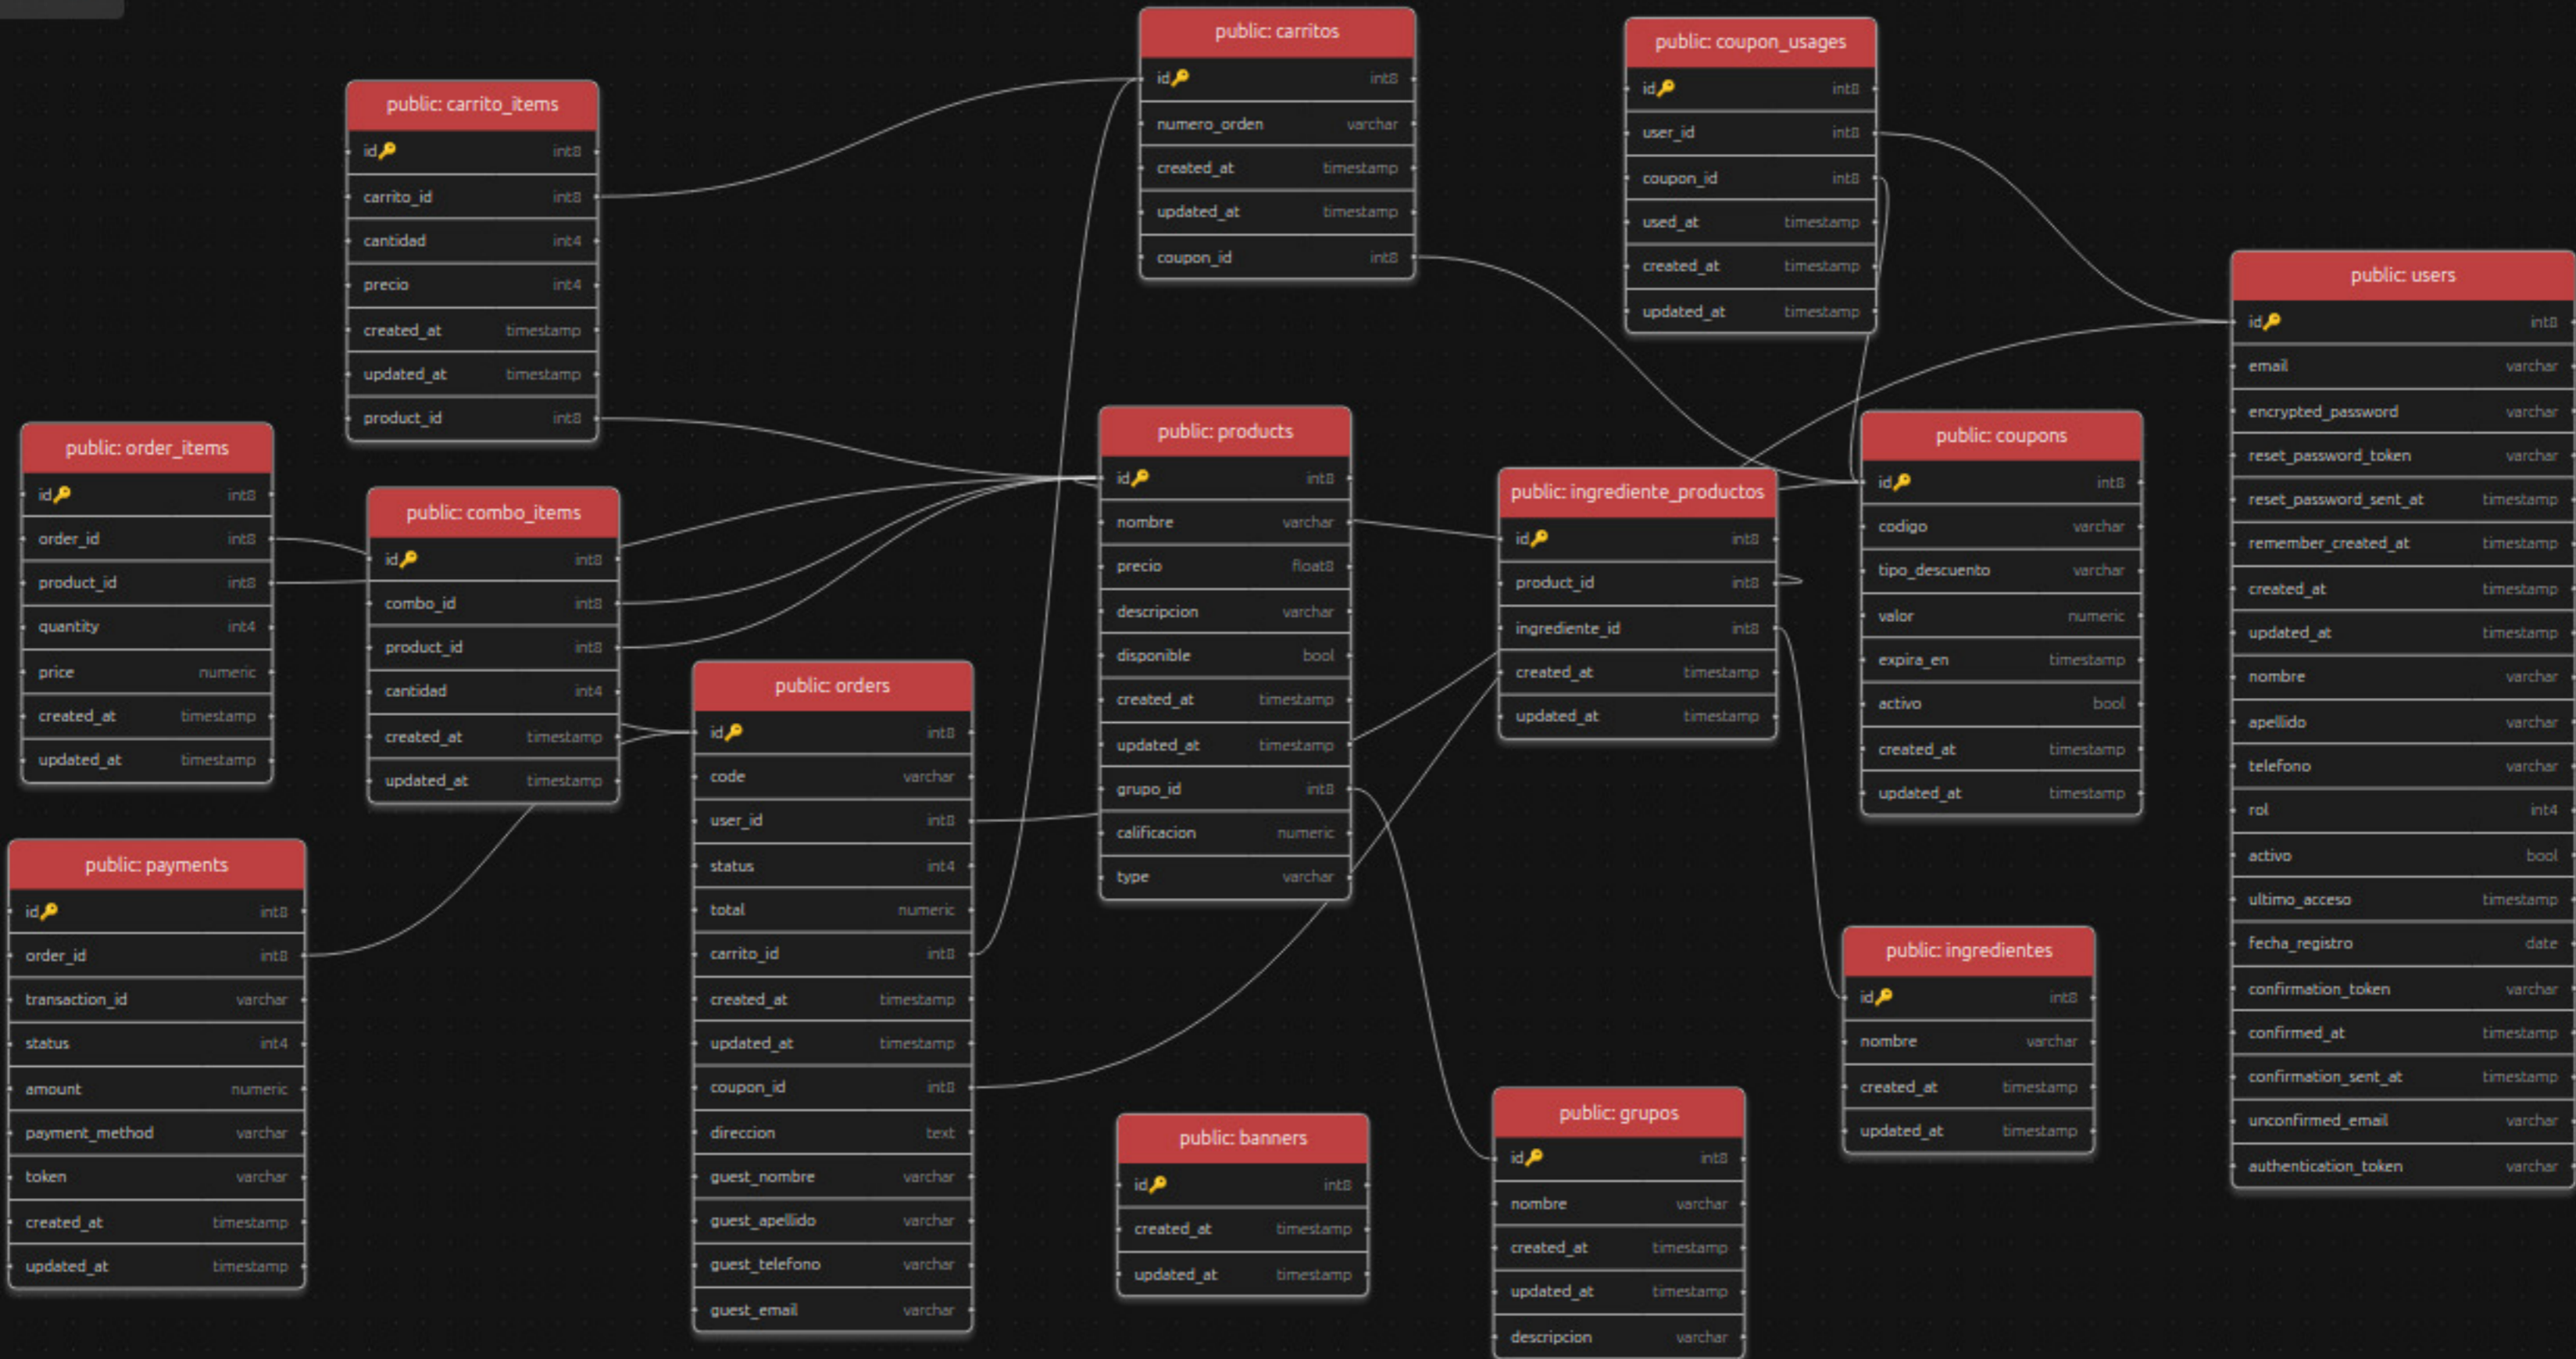 public: carritos
id int8
numero_orden varchar
created_at timestamp
updated_at timestamp
coupon_id int8
public: coupon_usages
id int8
user_id int8
coupon_id int8
used_at timestamp
created_at timestamp
updated_at timestamp
public: carrito_items
id int8
carrito_id int8
cantidad int4
precio int4
created_at timestamp
updated_at timestamp
product_id int8
public: users
id int8
email varchar
encrypted_password varchar
reset_password_token varchar
reset_password_sent_at timestamp
remember_created_at timestamp
created_at timestamp
updated_at timestamp
nombre varchar
apellido varchar
telefono varchar
rol int4
activo bool
ultimo_acceso timestamp
fecha_registro date
confirmation_token varchar
confirmed_at timestamp
confirmation_sent_at timestamp
unconfirmed_email varchar
authentication_token varchar
public: order_items
id int8
order_id int8
product_id int8
quantity int4
price numeric
created_at timestamp
updated_at timestamp
public: combo_items
id int8
combo_id int8
product_id int8
cantidad int4
created_at timestamp
updated_at timestamp
public: products
id int8
nombre varchar
precio float8
descripcion varchar
disponible bool
created_at timestamp
updated_at timestamp
grupo_id int8
calificacion numeric
type varchar
public: ingrediente_productos
id int8
product_id int8
ingrediente_id int8
created_at timestamp
updated_at timestamp
public: coupons
id int8
codigo varchar
tipo_descuento varchar
valor numeric
expira_en timestamp
activo bool
created_at timestamp
updated_at timestamp
public: orders
id int8
code varchar
user_id int8
status int4
total numeric
carrito_id int8
created_at timestamp
updated_at timestamp
coupon_id int8
direccion text
guest_nombre varchar
guest_apellido varchar
guest_telefono varchar
guest_email varchar
public: payments
id int8
order_id int8
transaction_id varchar
status int4
amount numeric
payment_method varchar
token varchar
created_at timestamp
updated_at timestamp
public: ingredientes
id int8
nombre varchar
created_at timestamp
updated_at timestamp
public: banners
id int8
created_at timestamp
updated_at timestamp
public: grupos
id int8
nombre varchar
created_at timestamp
updated_at timestamp
descripcion varchar